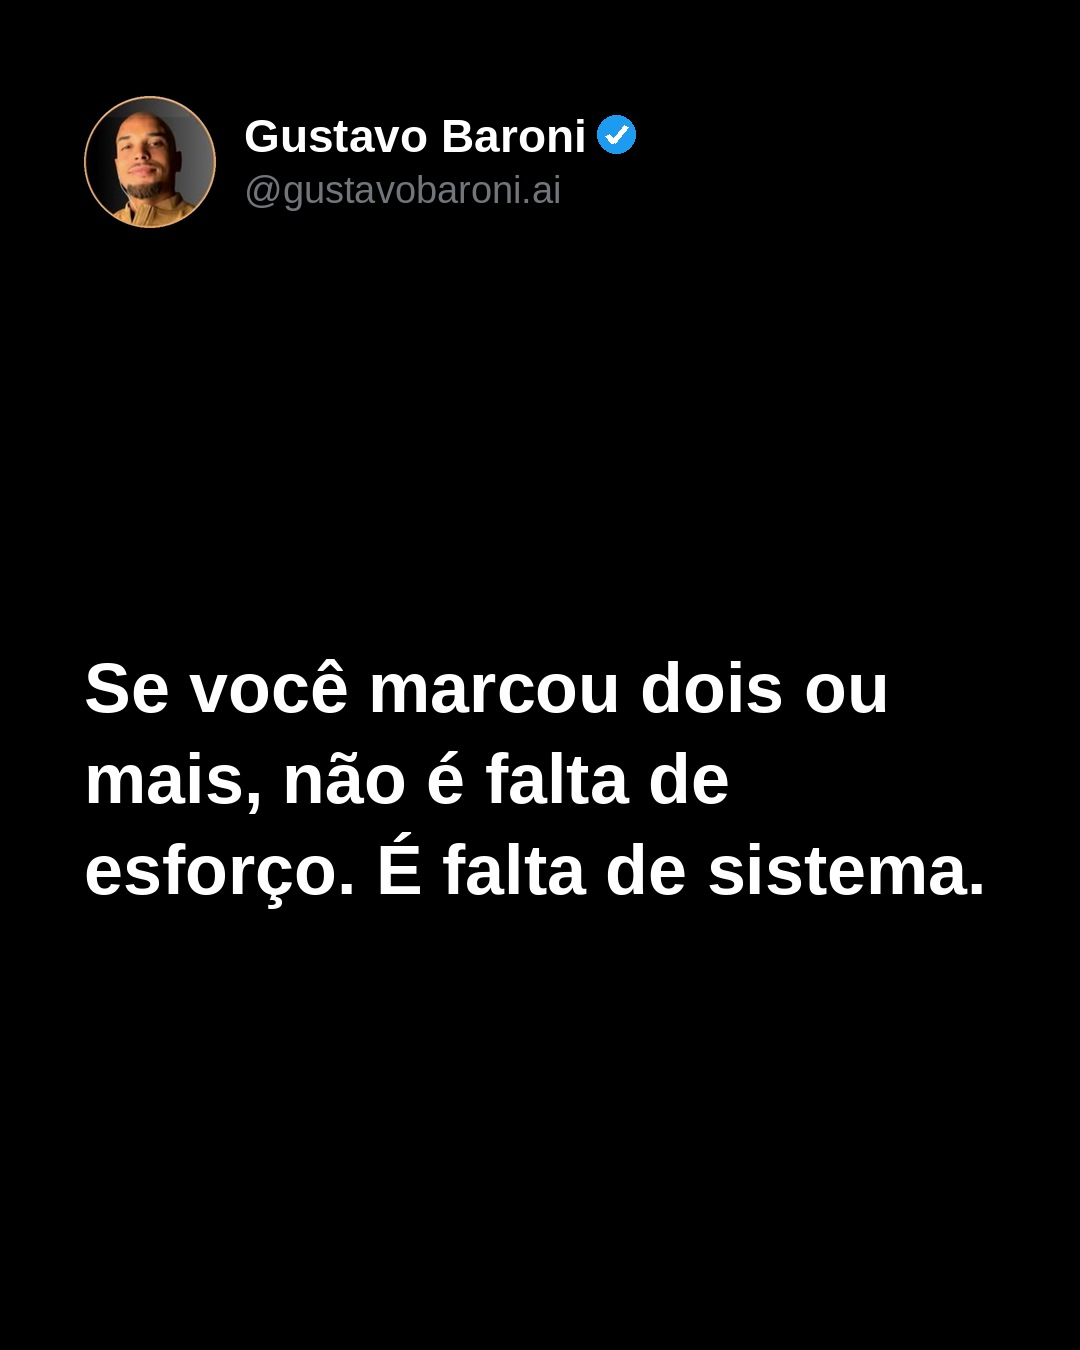 Gustavo Baroni
@gustavobaroni.ai
Se você marcou dois ou
mais, não é falta de
esforço. É falta de sistema.